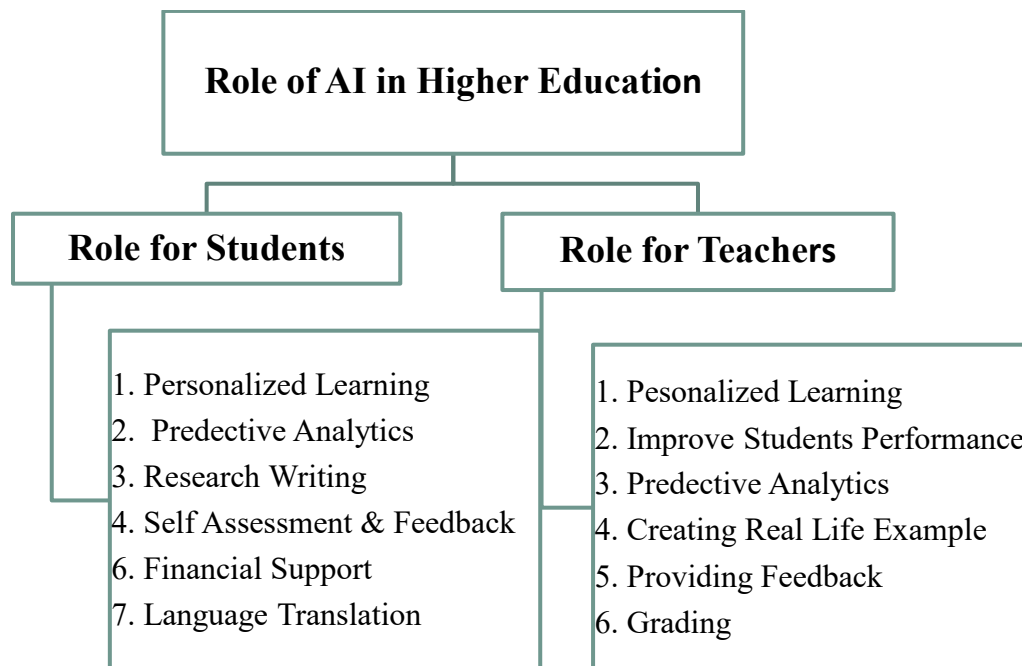 Role of AI in Higher Education
Role for Students
Role for Teachers
1. Personalized Learning
2. Predective Analytics
3. Research Writing
4. Self Assessment & Feedback
6. Financial Support
7. Language Translation
1. Pesonalized Learning
2. Improve Students Performance
3. Predective Analytics
4. Creating Real Life Example
5. Providing Feedback
6. Grading